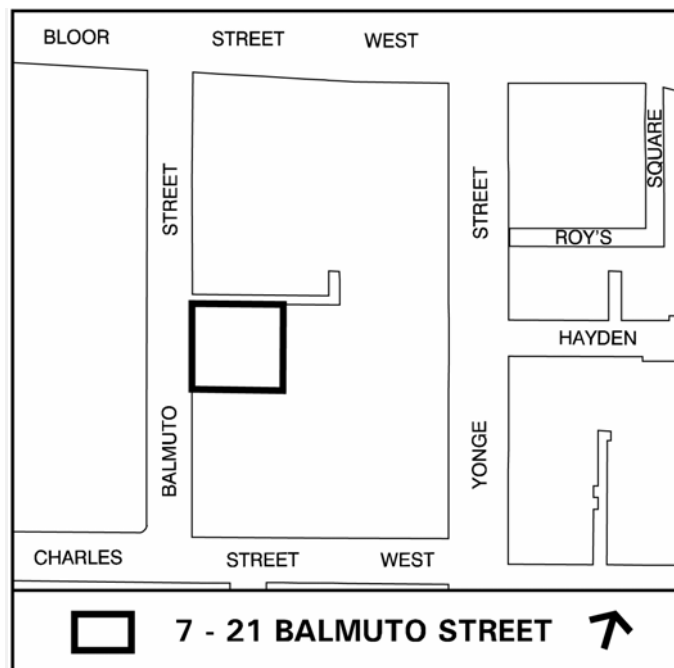 BLOOR STREET WEST
STREET
STREET
SQUARE
ROY'S
HAYDEN
BALMUTO
YONGE
CHARLES STREET WEST
7 - 21 BALMUTO STREET